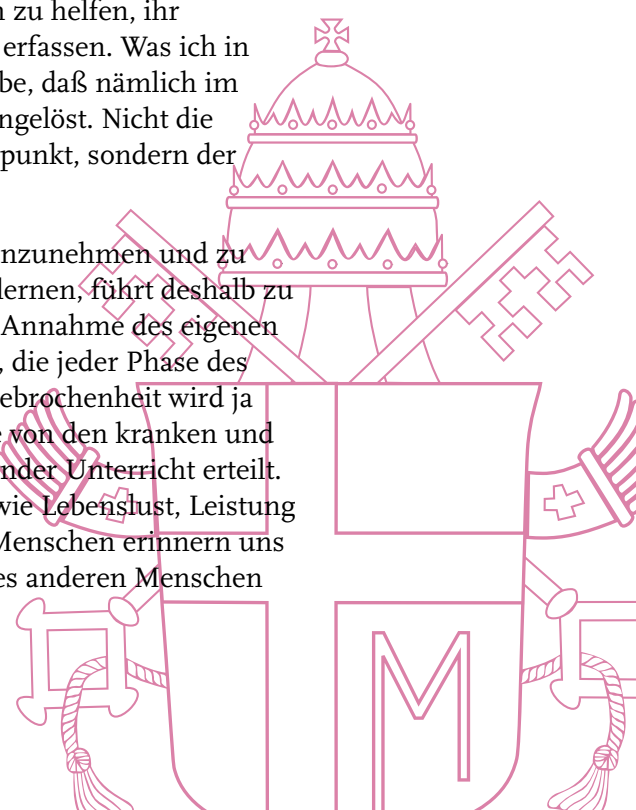 zu helfen, ihr
erfassen. Was ich in
be, daß nämlich im
ngelöst. Nicht die
punkt, sondern der
nzunehmen und zu
lernen, führt deshalb zu
Annahme des eigenen
, die jeder Phase des
ebrochenheit wird ja
von den kranken und
nder Unterricht erteilt.
wie Lebenslust, Leistung
Menschen erinnern uns
es anderen Menschen
M